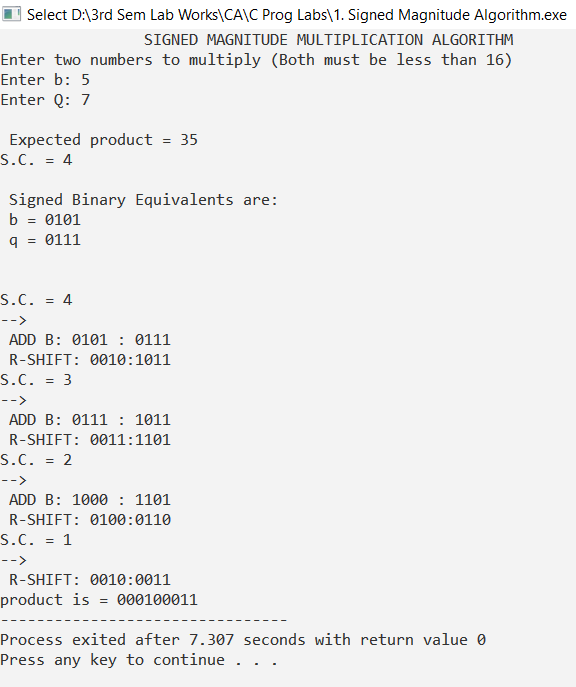 Select D:\3rd Sem Lab Works\CA\C Prog Labs\1. Signed Magnitude Algorithm.exe
SIGNED MAGNITUDE MULTIPLICATION ALGORITHM
Enter two numbers to multiply (Both must be less than 16)
Enter b: 5
Enter Q: 7
Expected product = 35
S.C. = 4
Signed Binary Equivalents are:
b = 0101
q = 0111
S.C. = 4
-->
ADD B: 0101 : 0111
R-SHIFT: 0010:1011
S.C. = 3
-->
ADD B: 0111 : 1011
R-SHIFT: 0011:1101
S.C. = 2
-->
ADD B: 1000 : 1101
R-SHIFT: 0100:0110
S.C. = 1
-->
R-SHIFT: 0010:0011
product is = 000100011
--------------------------------
Process exited after 7.307 seconds with return value 0
Press any key to continue . . .